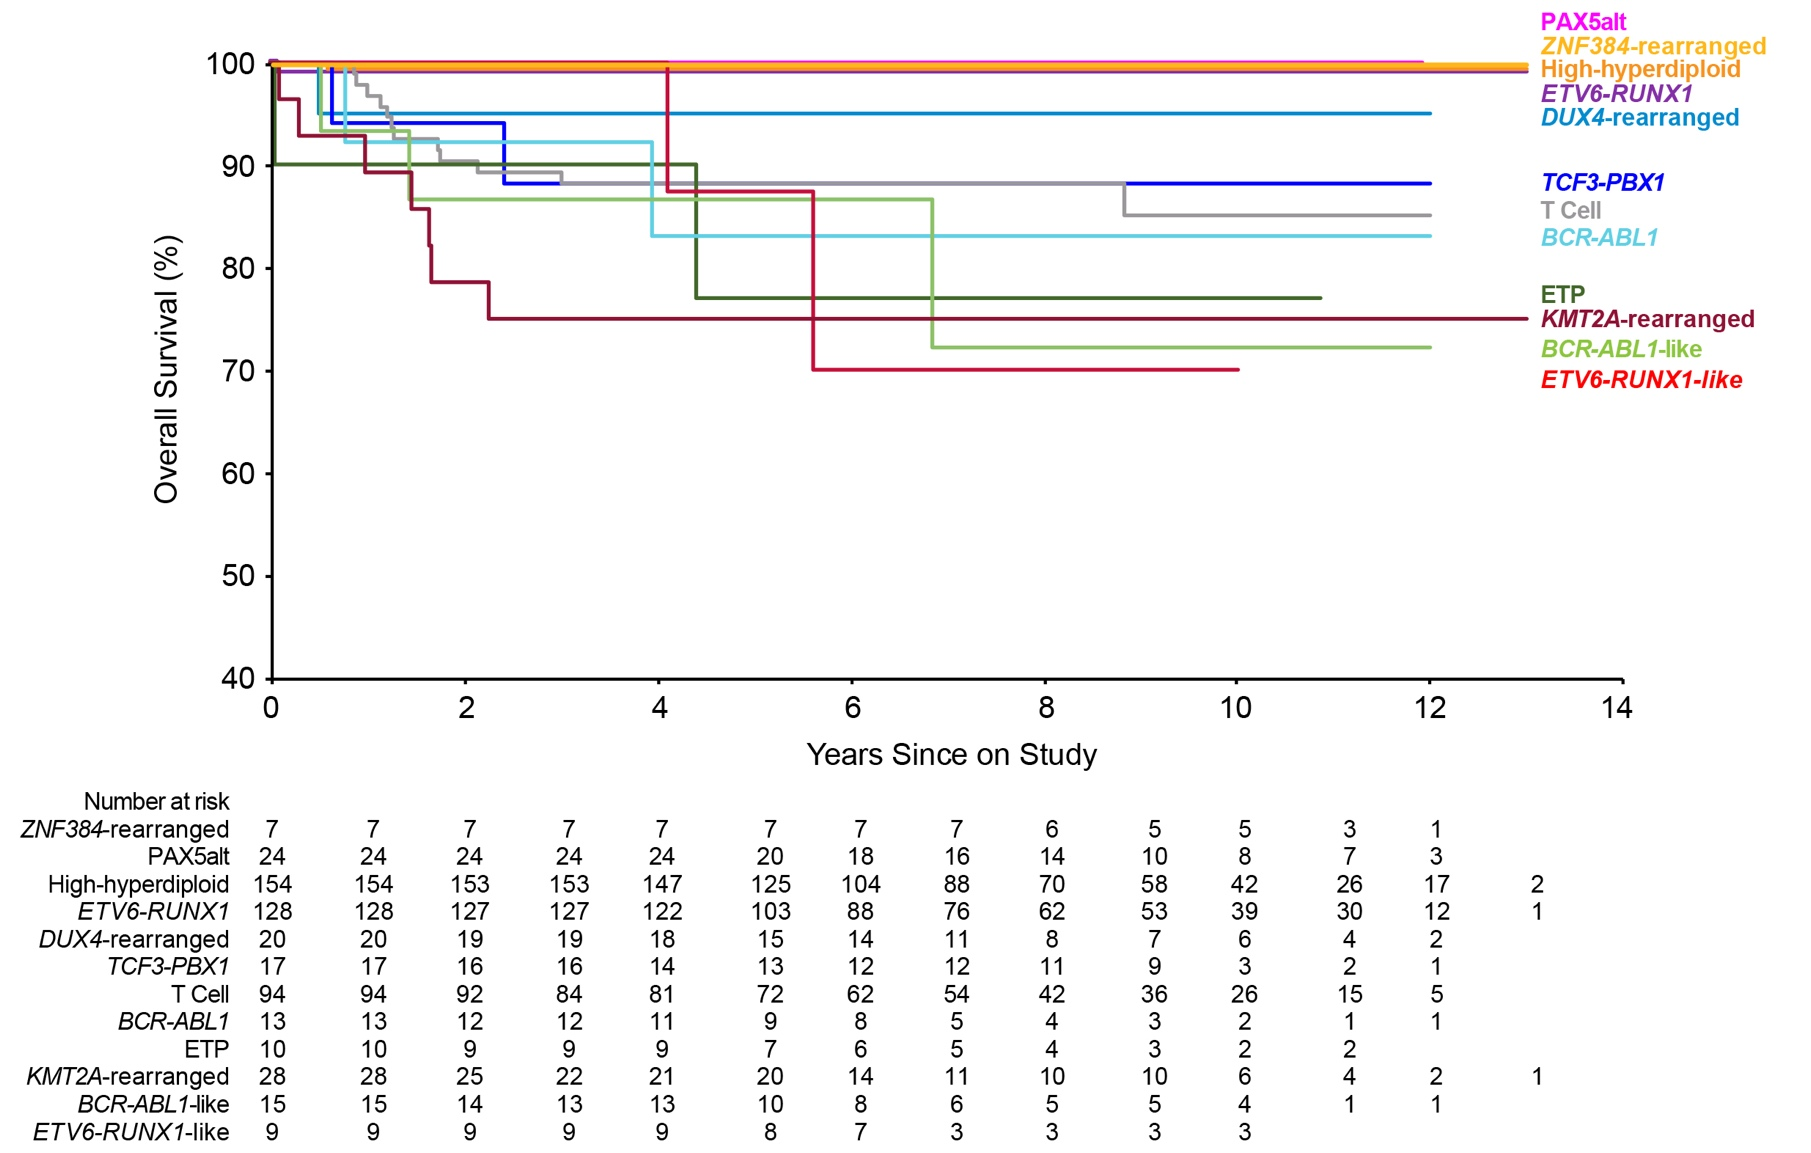 PAX5alt
ZNF384-rearranged
High-hyperdiploid
ETV6-RUNX1
DUX4-rearranged
TCF3-PBX1
T Cell
BCR-ABL1
ETP
KMT2A-rearranged
BCR-ABL1-like
ETV6-RUNX1-like
Overall Survival (%)
100
90
80
70
60
50
40
0 2 4 6 8 10 12 14
Years Since on Study
Number at risk
ZNF384-rearranged 7 7 7 7 7 7 7 7 6 5 5 3 1
PAX5alt 24 24 24 24 24 20 18 16 14 10 8 7 3
High-hyperdiploid 154 154 153 153 147 125 104 88 70 58 42 26 17 2
ETV6-RUNX1 128 128 127 127 122 103 88 76 62 53 39 30 12 1
DUX4-rearranged 20 20 19 19 18 15 14 11 8 7 6 4 2
TCF3-PBX1 17 17 16 16 14 13 12 12 11 9 3 2 1
T Cell 94 94 92 84 81 72 62 54 42 36 26 15 5
BCR-ABL1 13 13 12 12 11 9 8 5 4 3 2 1 1
ETP 10 10 9 9 9 7 6 5 4 3 2 2
KMT2A-rearranged 28 28 25 22 21 20 14 11 10 10 6 4 2 1
BCR-ABL1-like 15 15 14 13 13 10 8 6 5 5 4 1 1
ETV6-RUNX1-like 9 9 9 9 9 8 7 3 3 3 3